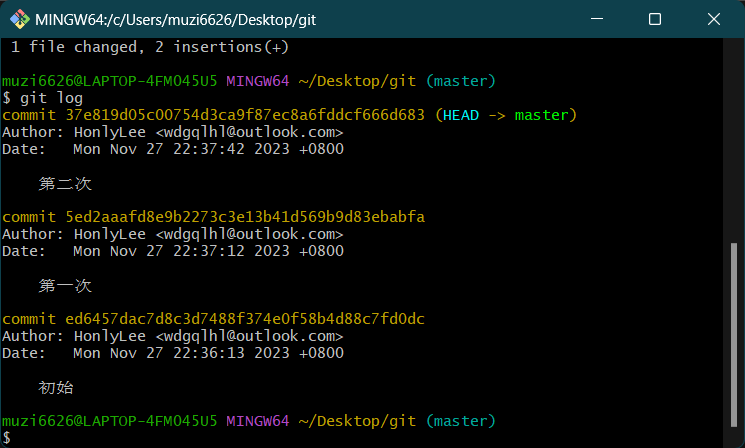 MINGW64:/c/Users/muzi6626/Desktop/git
1 file changed, 2 insertions(+)
muzi6626@LAPTOP-4FMO45U5 MINGW64 ~/Desktop/git (master)
$ git log
commit 37e819d05c00754d3ca9f87ec8a6fddcf666d683 (HEAD -> master)
Author: HonlyLee <wdgqlhl@outlook.com>
Date:   Mon Nov 27 22:37:42 2023 +0800
第二次
commit 5ed2aaafd8e9b2273c3e13b41d569b9d83ebabfa
Author: HonlyLee <wdgqlhl@outlook.com>
Date:   Mon Nov 27 22:37:12 2023 +0800
第一次
commit ed6457dac7d8c3d7488f374e0f58b4d88c7fd0dc
Author: HonlyLee <wdgqlhl@outlook.com>
Date:   Mon Nov 27 22:36:13 2023 +0800
初始
muzi6626@LAPTOP-4FMO45U5 MINGW64 ~/Desktop/git (master)
$